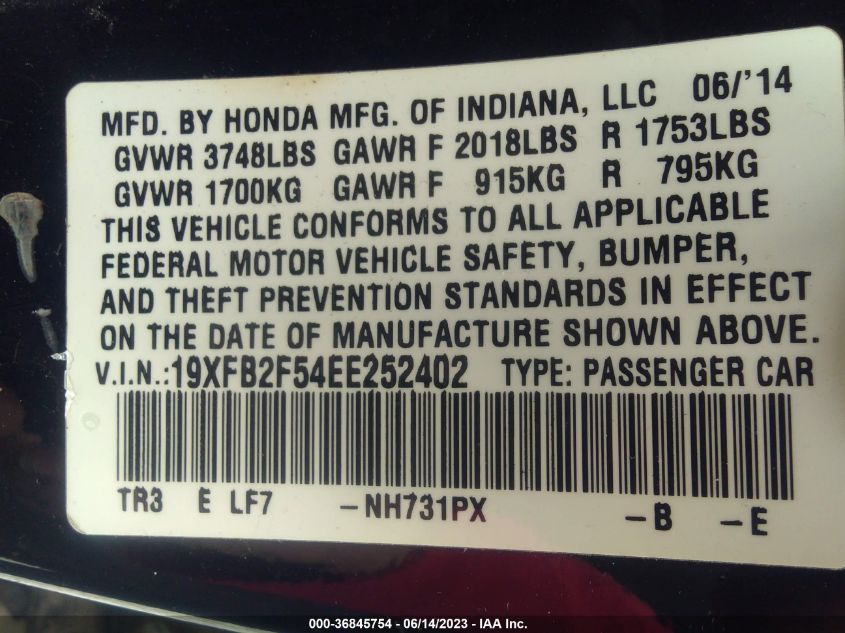 MFD. BY HONDA MFG. OF INDIANA, LLC 06/'14
GVWR 3748LBS GAWR F 2018LBS R 1753LBS
GVWR 1700KG GAWR F 915KG R 795KG
THIS VEHICLE CONFORMS TO ALL APPLICABLE
FEDERAL MOTOR VEHICLE SAFETY, BUMPER,
AND THEFT PREVENTION STANDARDS IN EFFECT
ON THE DATE OF MANUFACTURE SHOWN ABOVE.
V.I.N.:19XFB2F54EE252402 TYPE: PASSENGER CAR
TR3 E LF7 -NH731PX -B -E
000-36845754 - 06/14/2023 - IAA Inc.